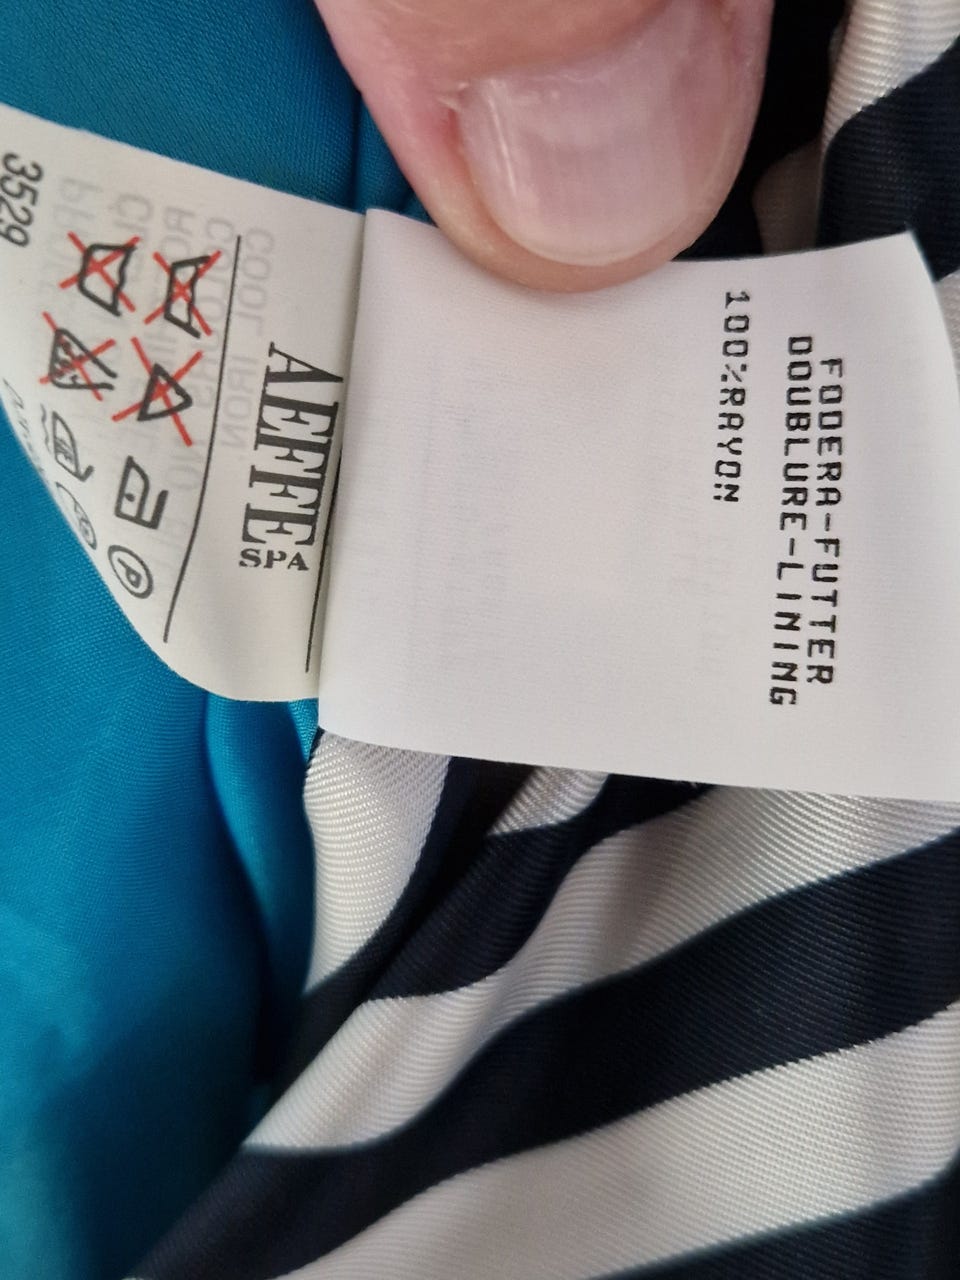 FODERA-FUTTER
DOUBLURE-LINING
100%RAYON
AEFFE
SPA
P
3529